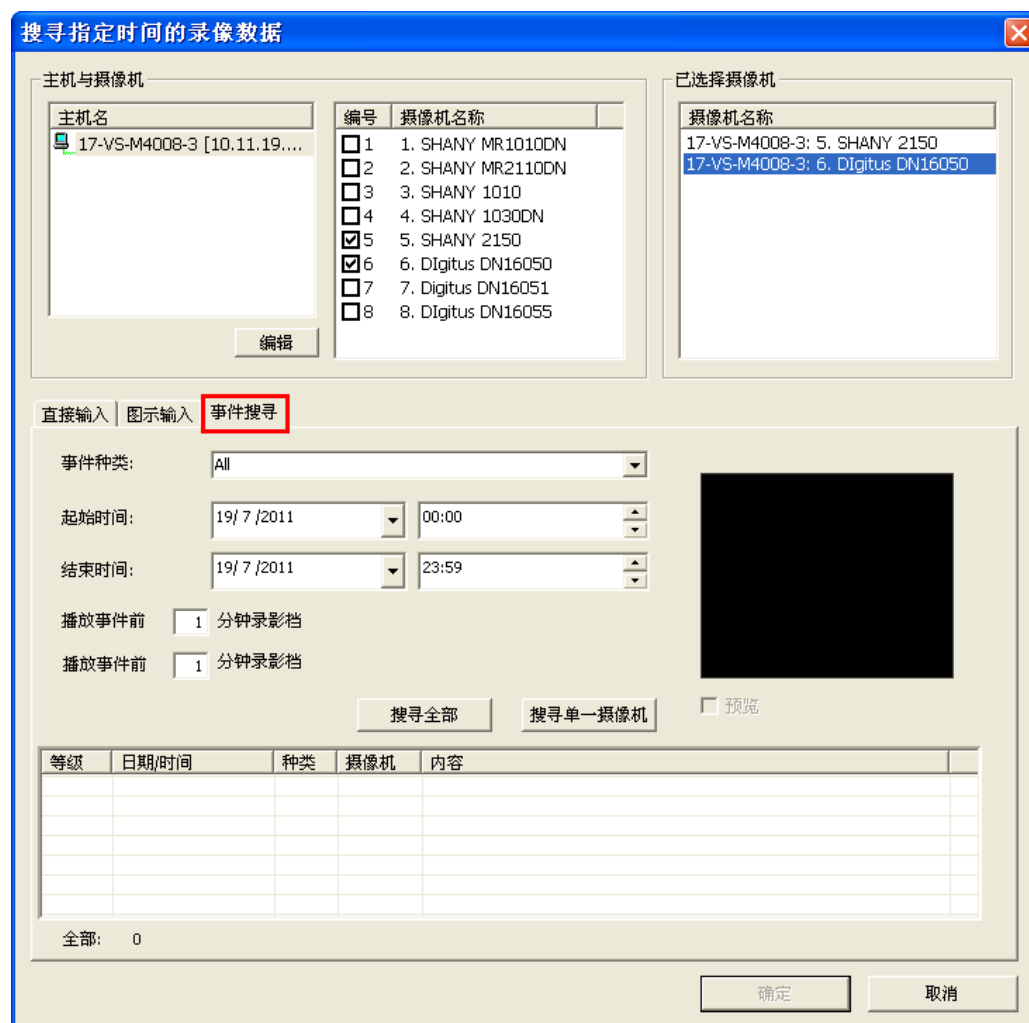 搜寻指定时间的录像数据
主机与摄像机
主机名
17-VS-M4008-3 [10.11.19....
编辑
编号 摄像机名称
1 1. SHANY MR1010DN
2 2. SHANY MR2110DN
3 3. SHANY 1010
4 4. SHANY 1030DN
5 5. SHANY 2150
6 6. DIgitus DN16050
7 7. Digitus DN16051
8 8. DIgitus DN16055
已选择摄像机
摄像机名称
17-VS-M4008-3: 5. SHANY 2150
17-VS-M4008-3: 6. DIgitus DN16050
直接输入 图示输入 事件搜寻
事件种类: All
起始时间: 19/ 7 /2011 00:00
结束时间: 19/ 7 /2011 23:59
播放事件前 1 分钟录影档
播放事件前 1 分钟录影档
搜寻全部 搜寻单一摄像机 预览
等级 日期/时间 种类 摄像机 内容
全部: 0
确定 取消